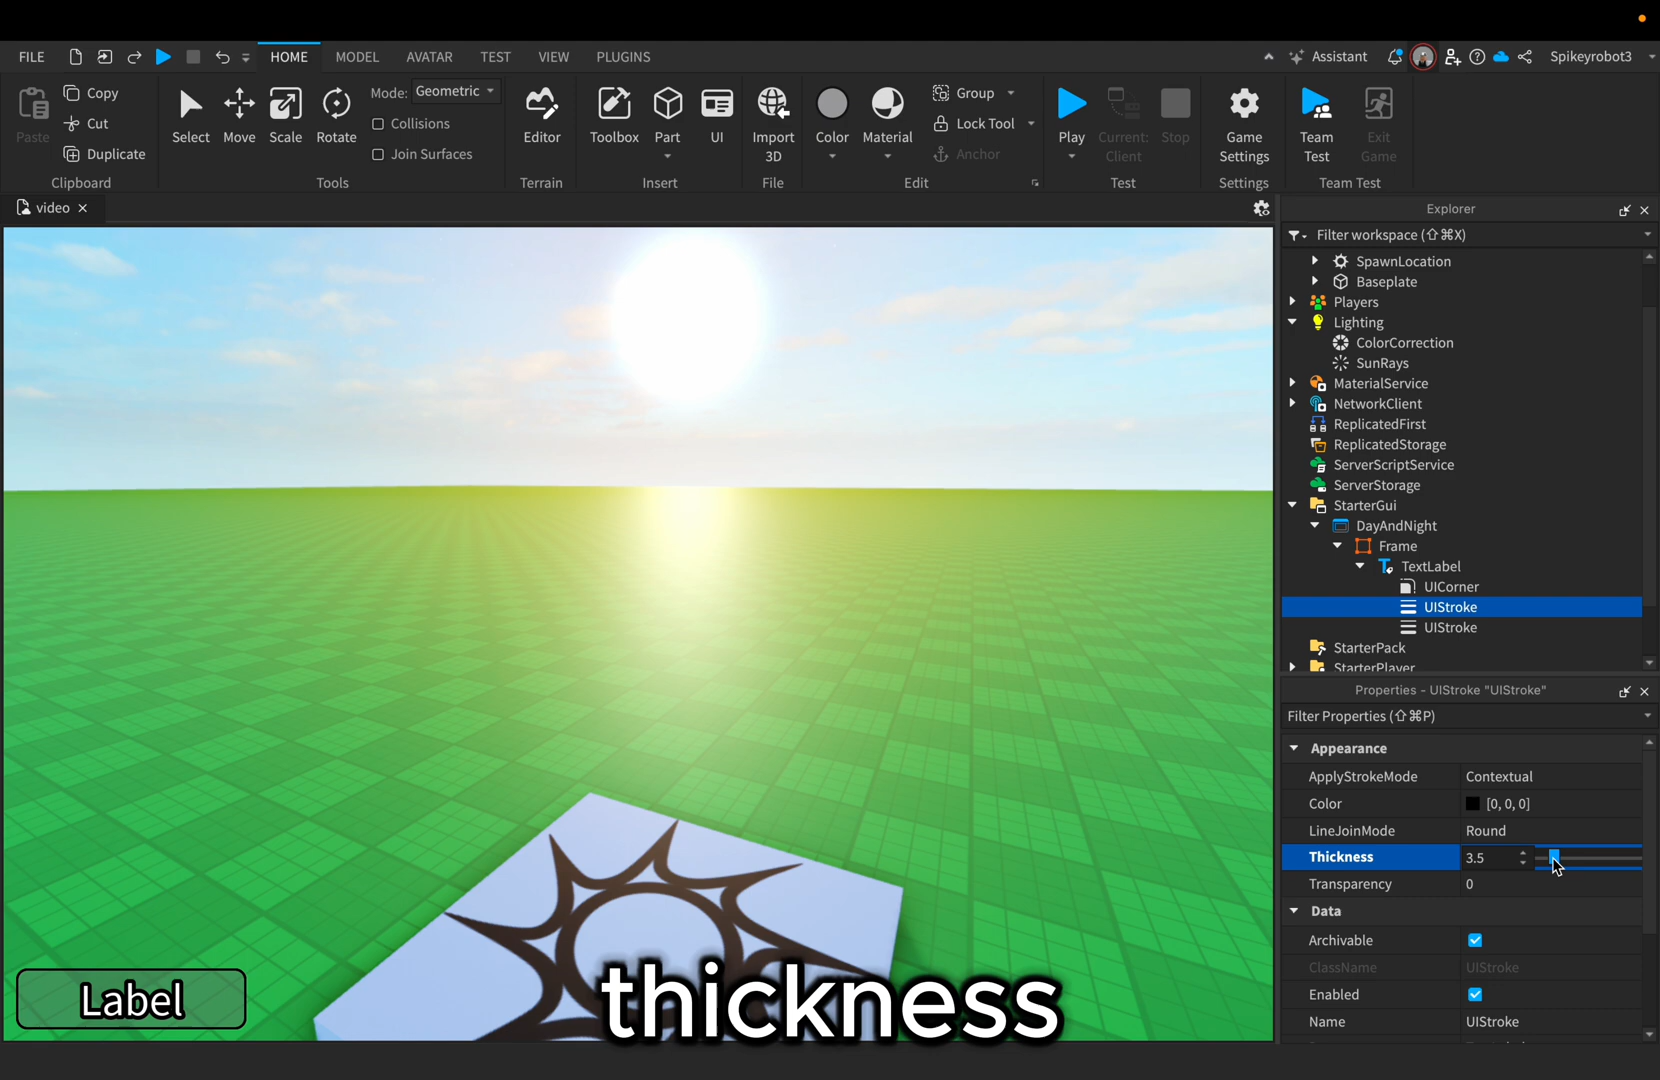 FILE
HOME
MODEL
AVATAR
TEST
VIEW
PLUGINS
Assistant
Spikeyrobot3
Paste
Copy
Cut
Duplicate
Clipboard
Select
Move
Scale
Rotate
Mode: Geometric
Collisions
Join Surfaces
Tools
Editor
Terrain
Toolbox
Part
UI
Insert
Import
3D
File
Color
Material
Group
Lock Tool
Anchor
Edit
Play
Current:
Client
Stop
Test
Game
Settings
Settings
Team
Test
Exit
Game
Team Test
video
Explorer
Filter workspace (⇧⌘X)
SpawnLocation
Baseplate
Players
Lighting
ColorCorrection
SunRays
MaterialService
NetworkClient
ReplicatedFirst
ReplicatedStorage
ServerScriptService
ServerStorage
StarterGui
DayAndNight
Frame
TextLabel
UICorner
UIStroke
UIStroke
StarterPack
StarterPlayer
Properties - UIStroke "UIStroke"
Filter Properties (⇧⌘P)
Appearance
ApplyStrokeMode Contextual
Color [0, 0, 0]
LineJoinMode Round
Thickness 3.5
Transparency 0
Data
Archivable
ClassName UIStroke
Enabled
Name UIStroke
Label
thickness